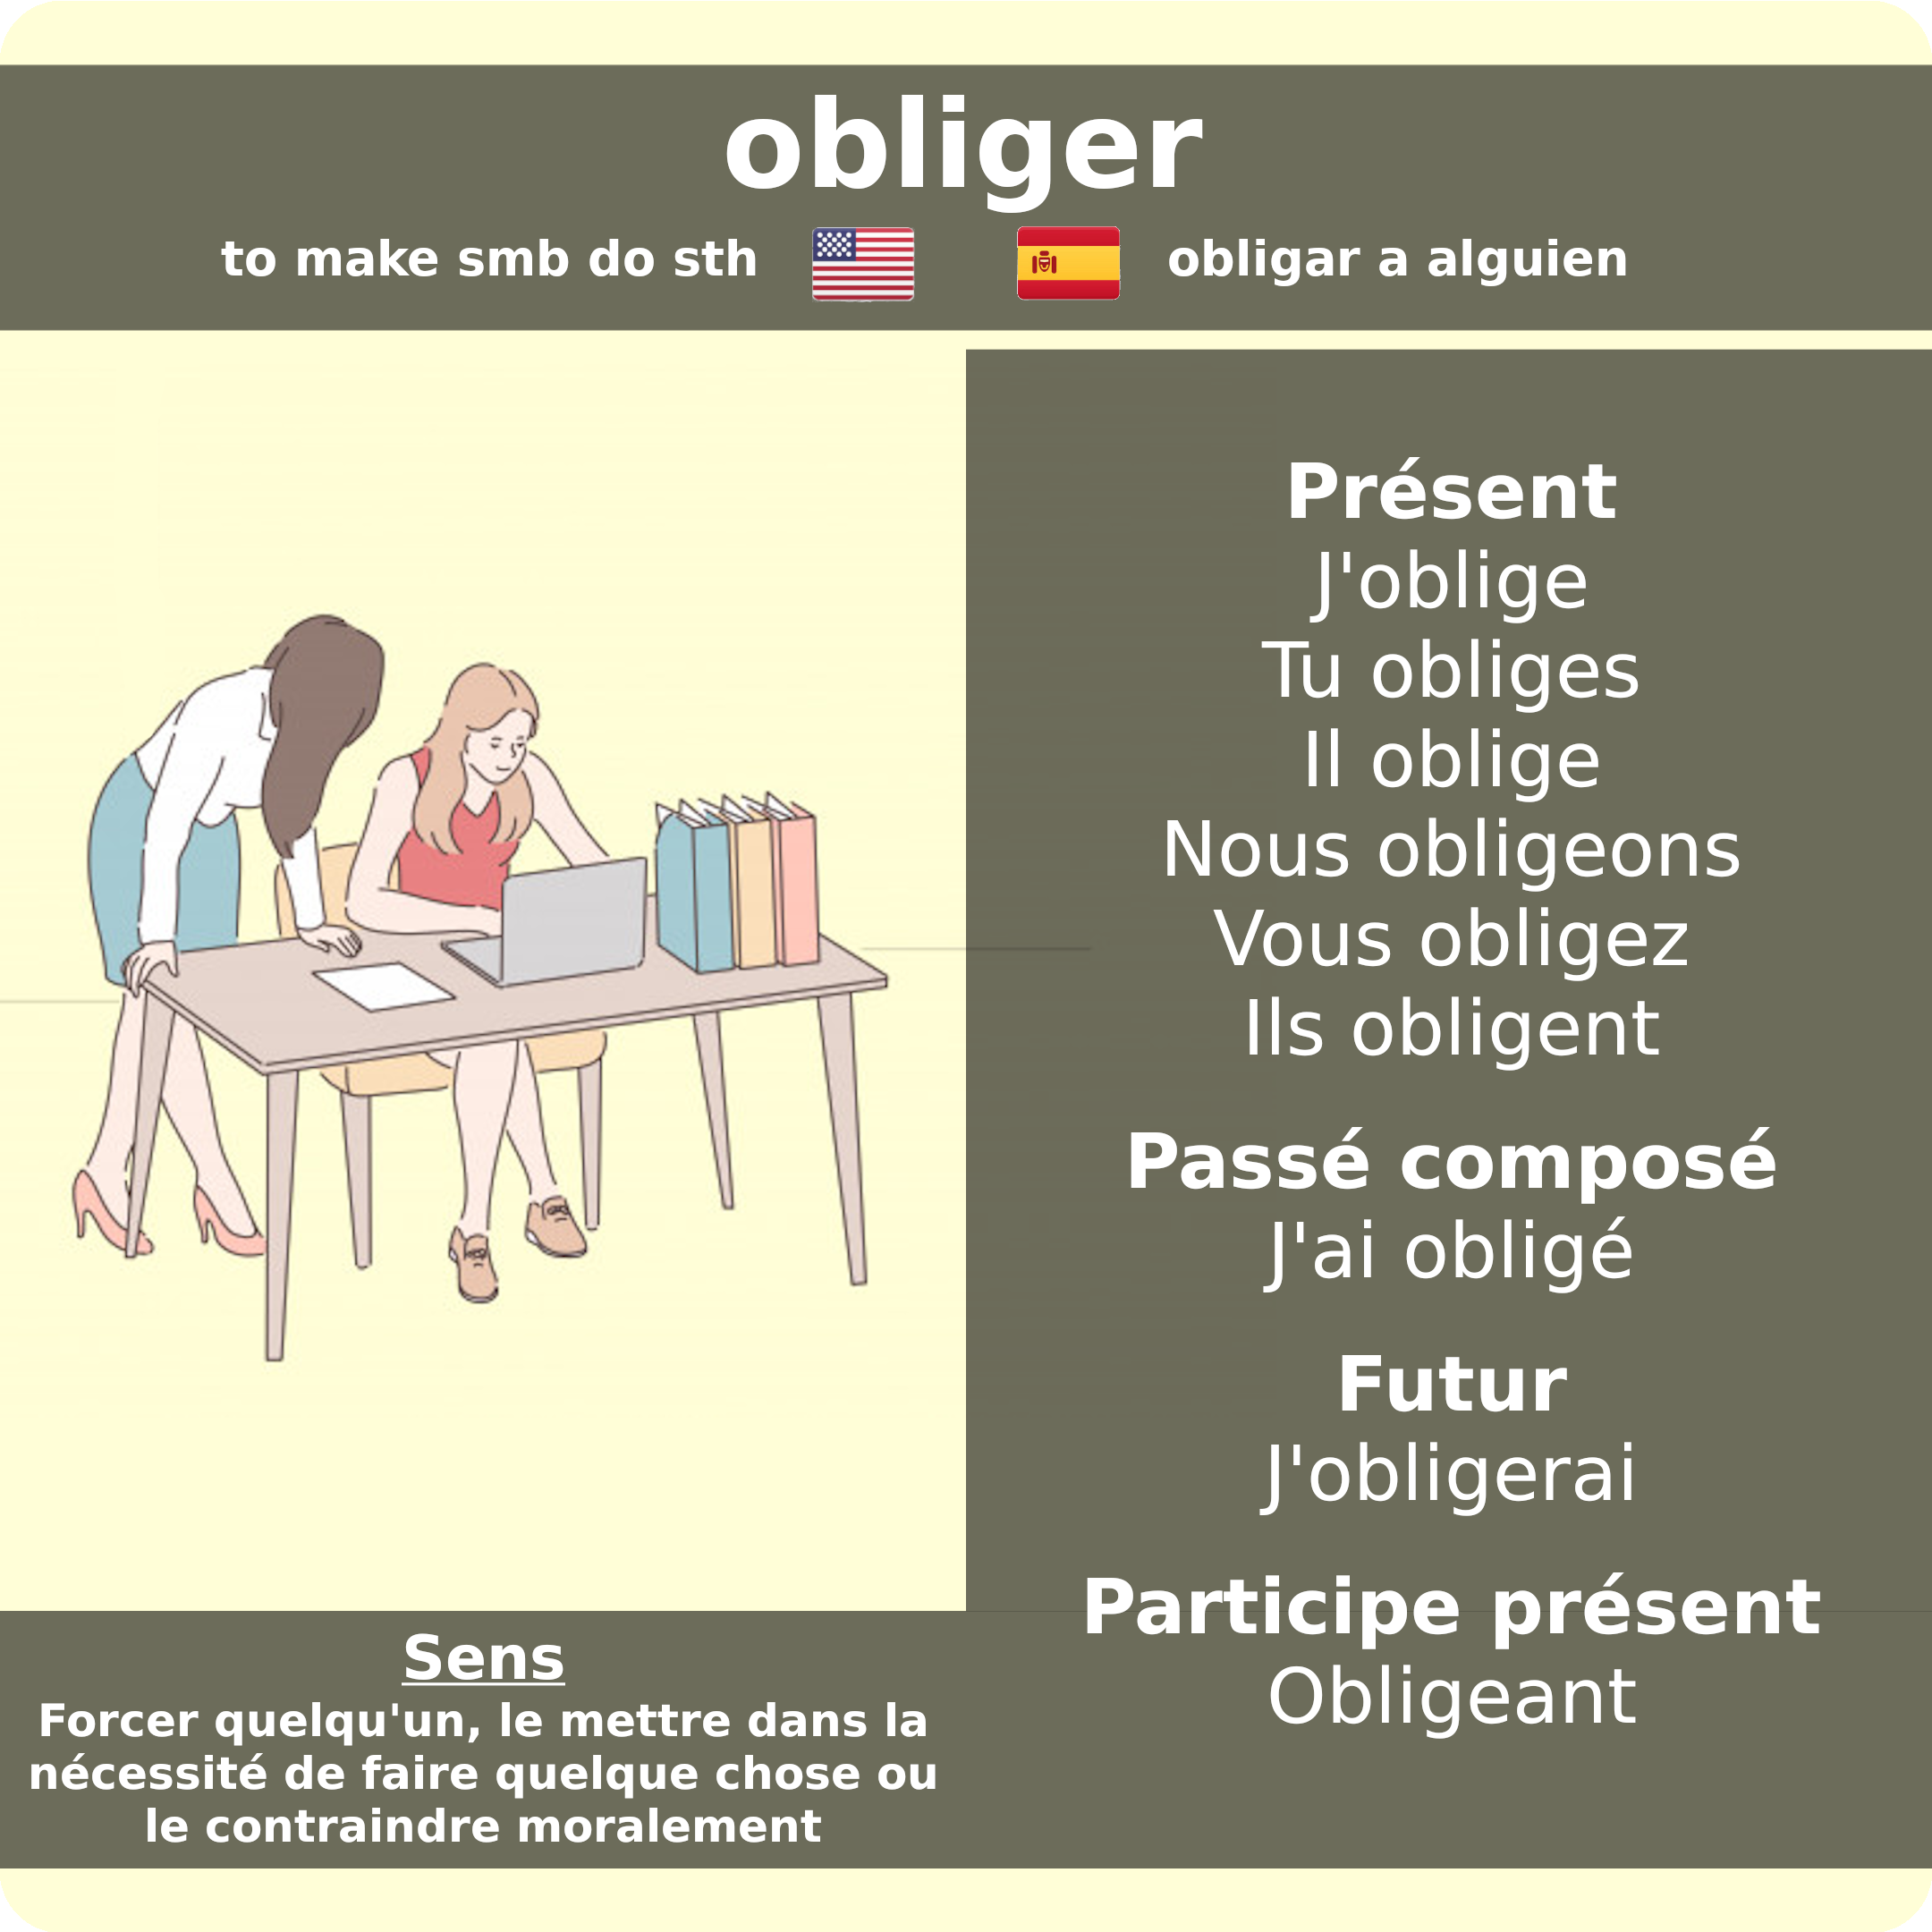 obliger
to make smb do sth
obligar a alguien
Présent
J'oblige
Tu obliges
Il oblige
Nous obligeons
Vous obligez
Ils obligent
Passé composé
J'ai obligé
Futur
J'obligerai
Participe présent
Obligeant
Sens
Forcer quelqu'un, le mettre dans la
nécessité de faire quelque chose ou
le contraindre moralement